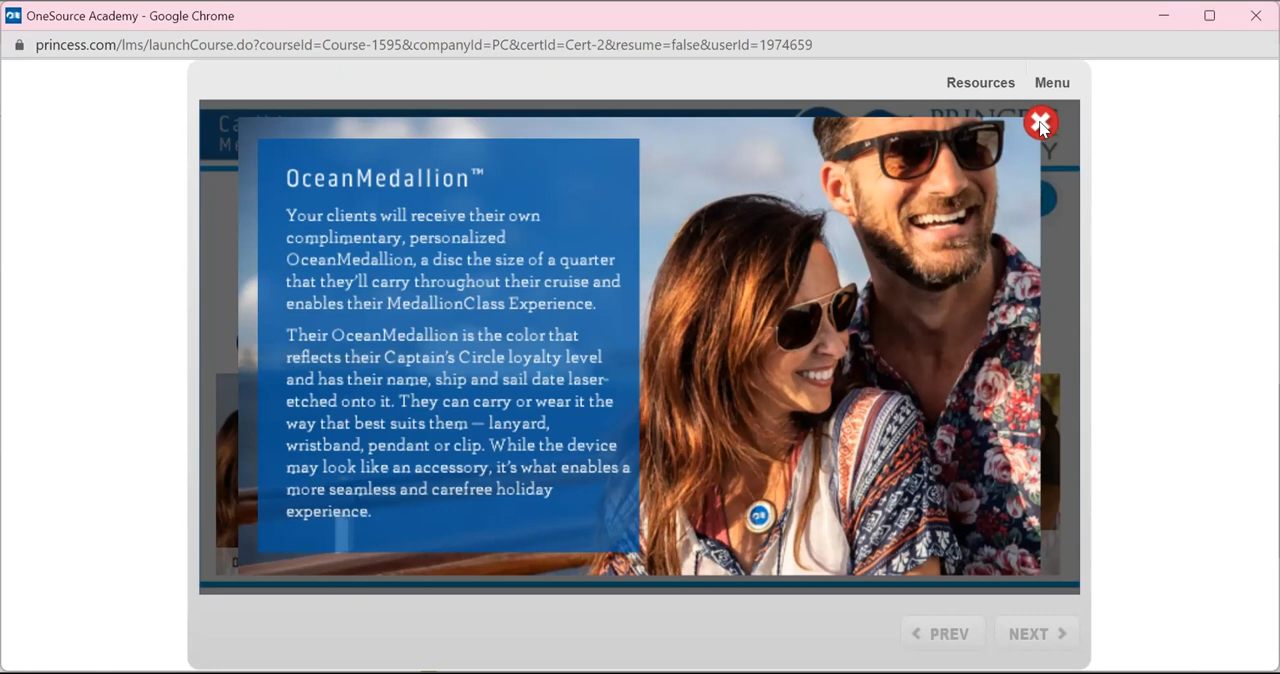 OneSource Academy - Google Chrome
princess.com/lms/launchCourse.do?courseId=Course-1595&companyId=PC&certId=Cert-2&resume=false&userId=1974659
Resources Menu
OceanMedallion™
Your clients will receive their own
complimentary, personalized
OceanMedallion, a disc the size of a quarter
that they'll carry throughout their cruise and
enables their MedallionClass Experience.
Their OceanMedallion is the color that
reflects their Captain's Circle loyalty level
and has their name, ship and sail date laser-
etched onto it. They can carry or wear it the
way that best suits them — lanyard,
wristband, pendant or clip. While the device
may look like an accessory, it's what enables a
more seamless and carefree holiday
experience.
PREV NEXT